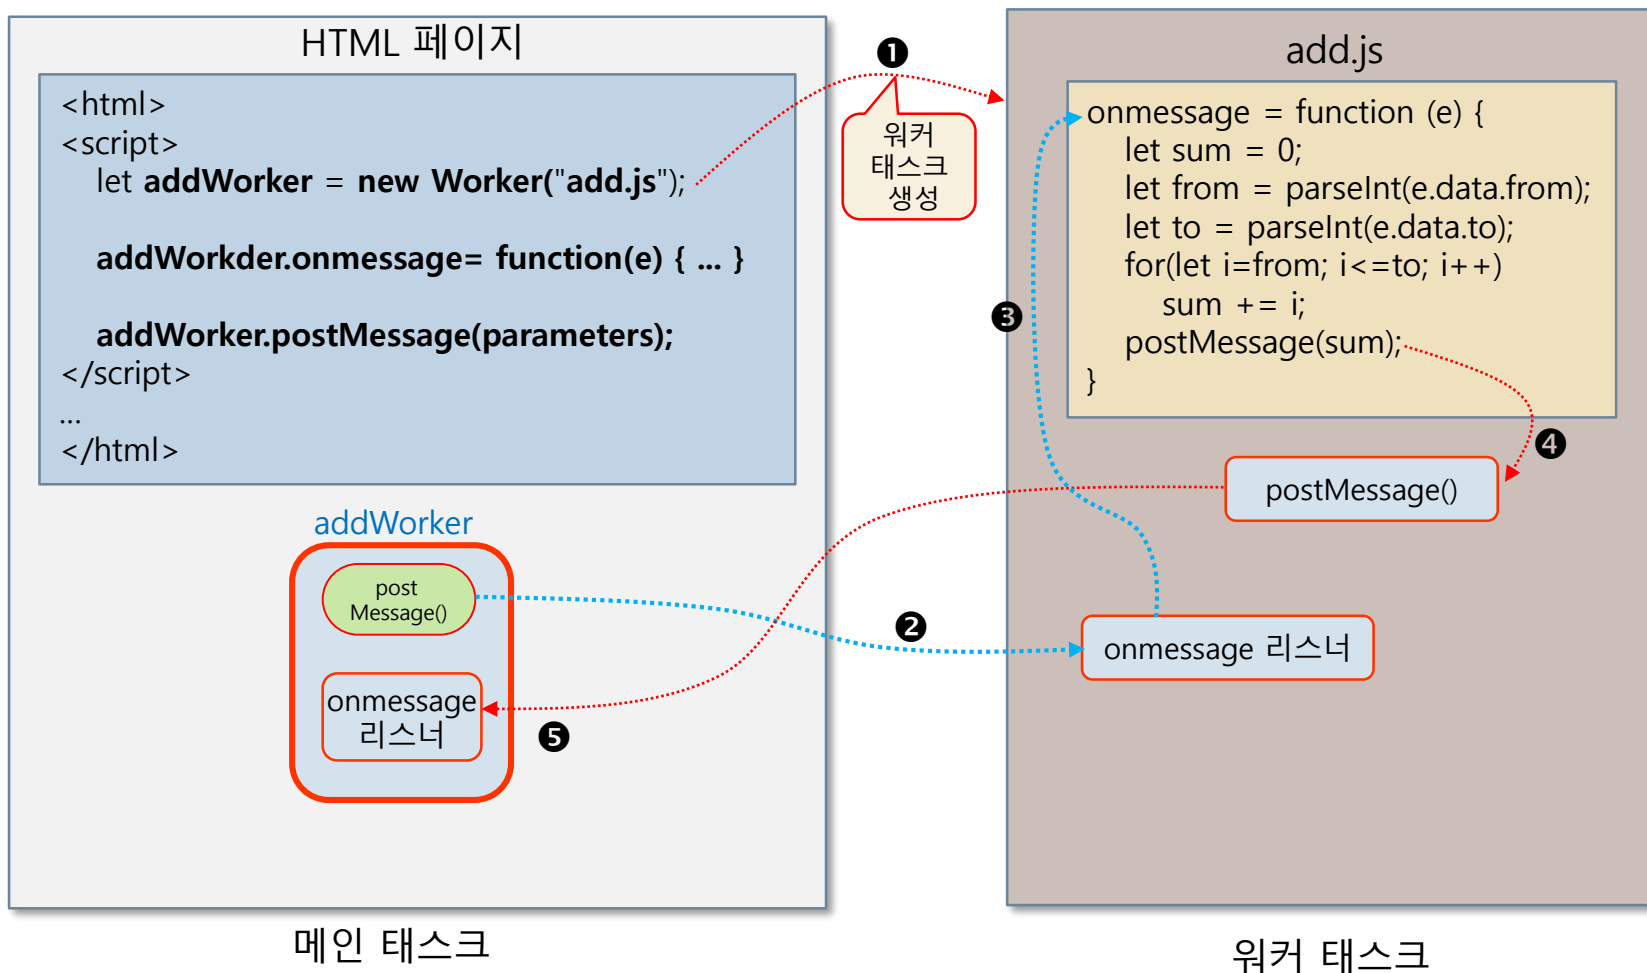 HTML 페이지
<html>
<script>
let addWorker = new Worker("add.js");
addWorkder.onmessage= function(e) { ... }
addWorker.postMessage(parameters);
</script>
...
</html>
addWorker
post
Message()
onmessage
리스너
메인 태스크
❶
워커
태스크
생성
❸
❷
❺
add.js
onmessage = function (e) {
let sum = 0;
let from = parseInt(e.data.from);
let to = parseInt(e.data.to);
for(let i=from; i<=to; i++)
sum += i;
postMessage(sum);
}
❹
postMessage()
onmessage 리스너
워커 태스크